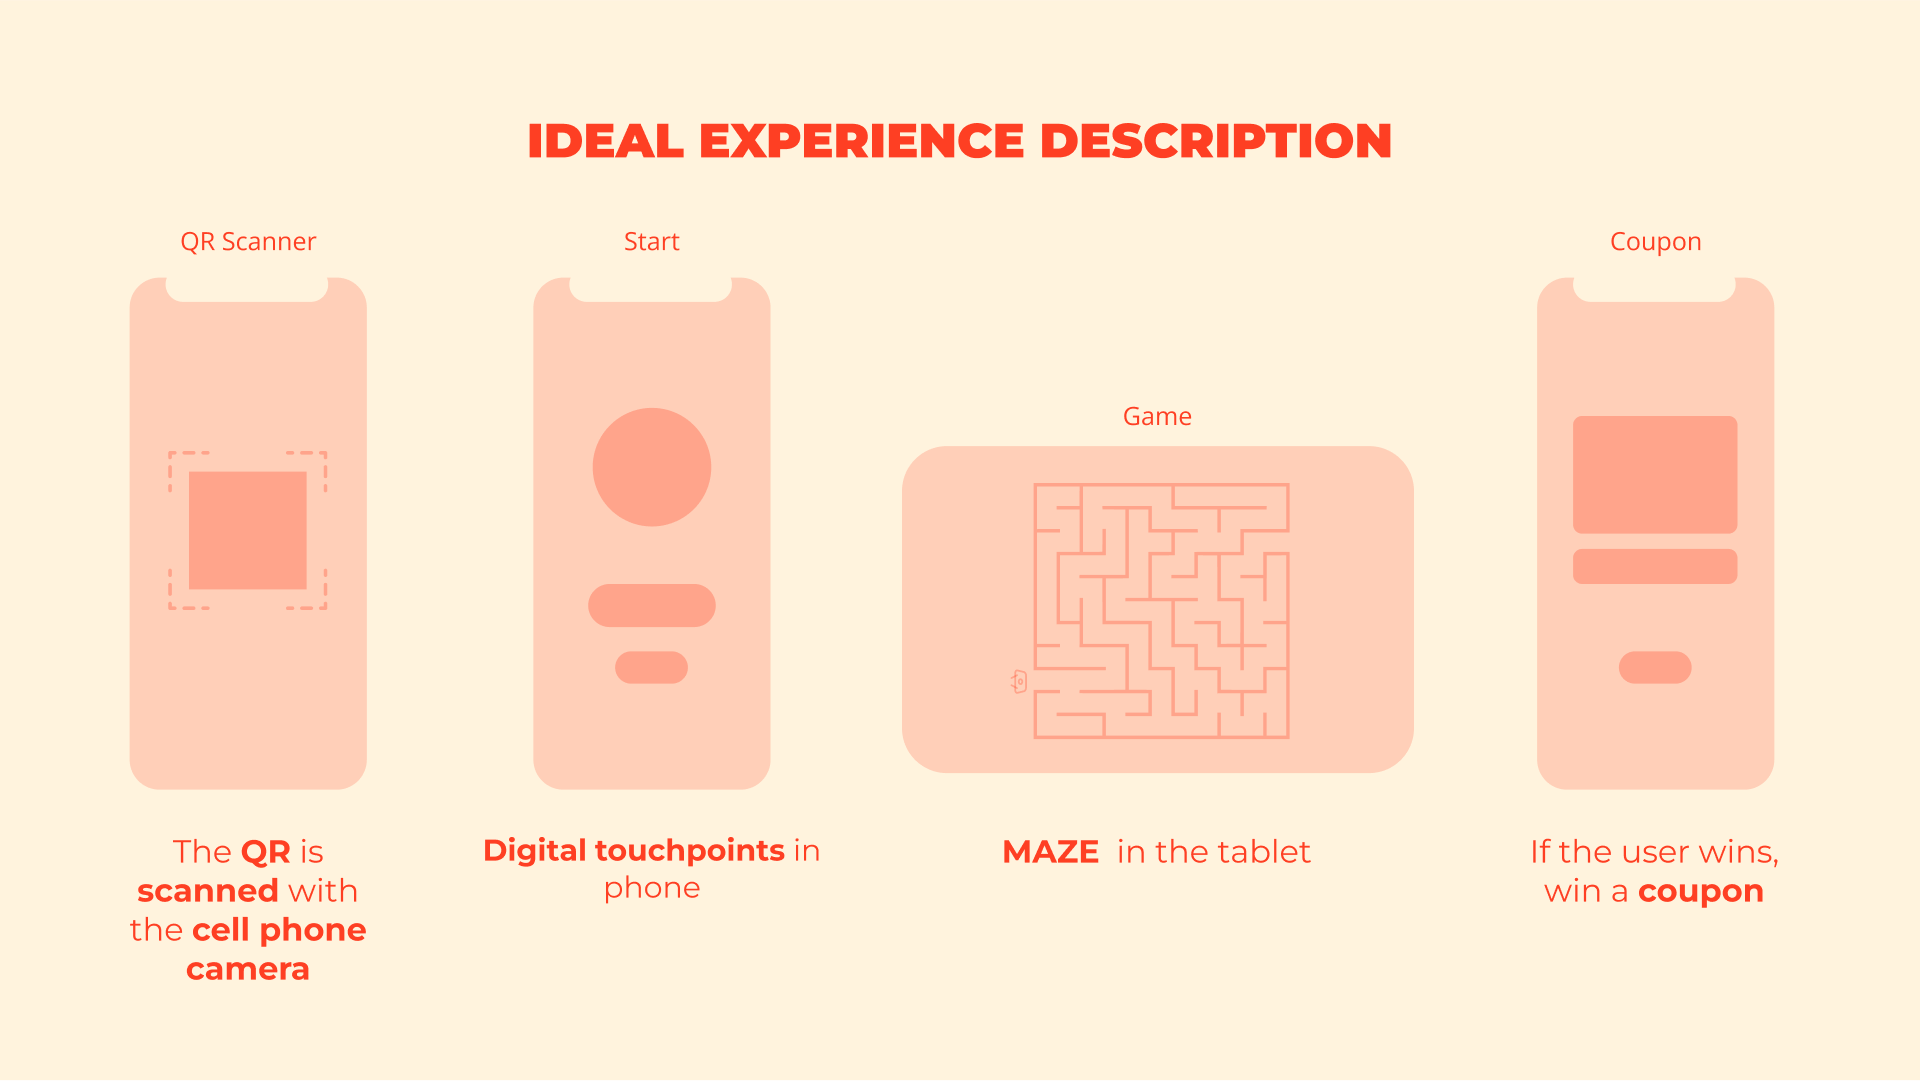 IDEAL EXPERIENCE DESCRIPTION
QR Scanner
Start
Game
Coupon
The QR is
scanned with
the cell phone
camera
Digital touchpoints in
phone
MAZE in the tablet
If the user wins,
win a coupon